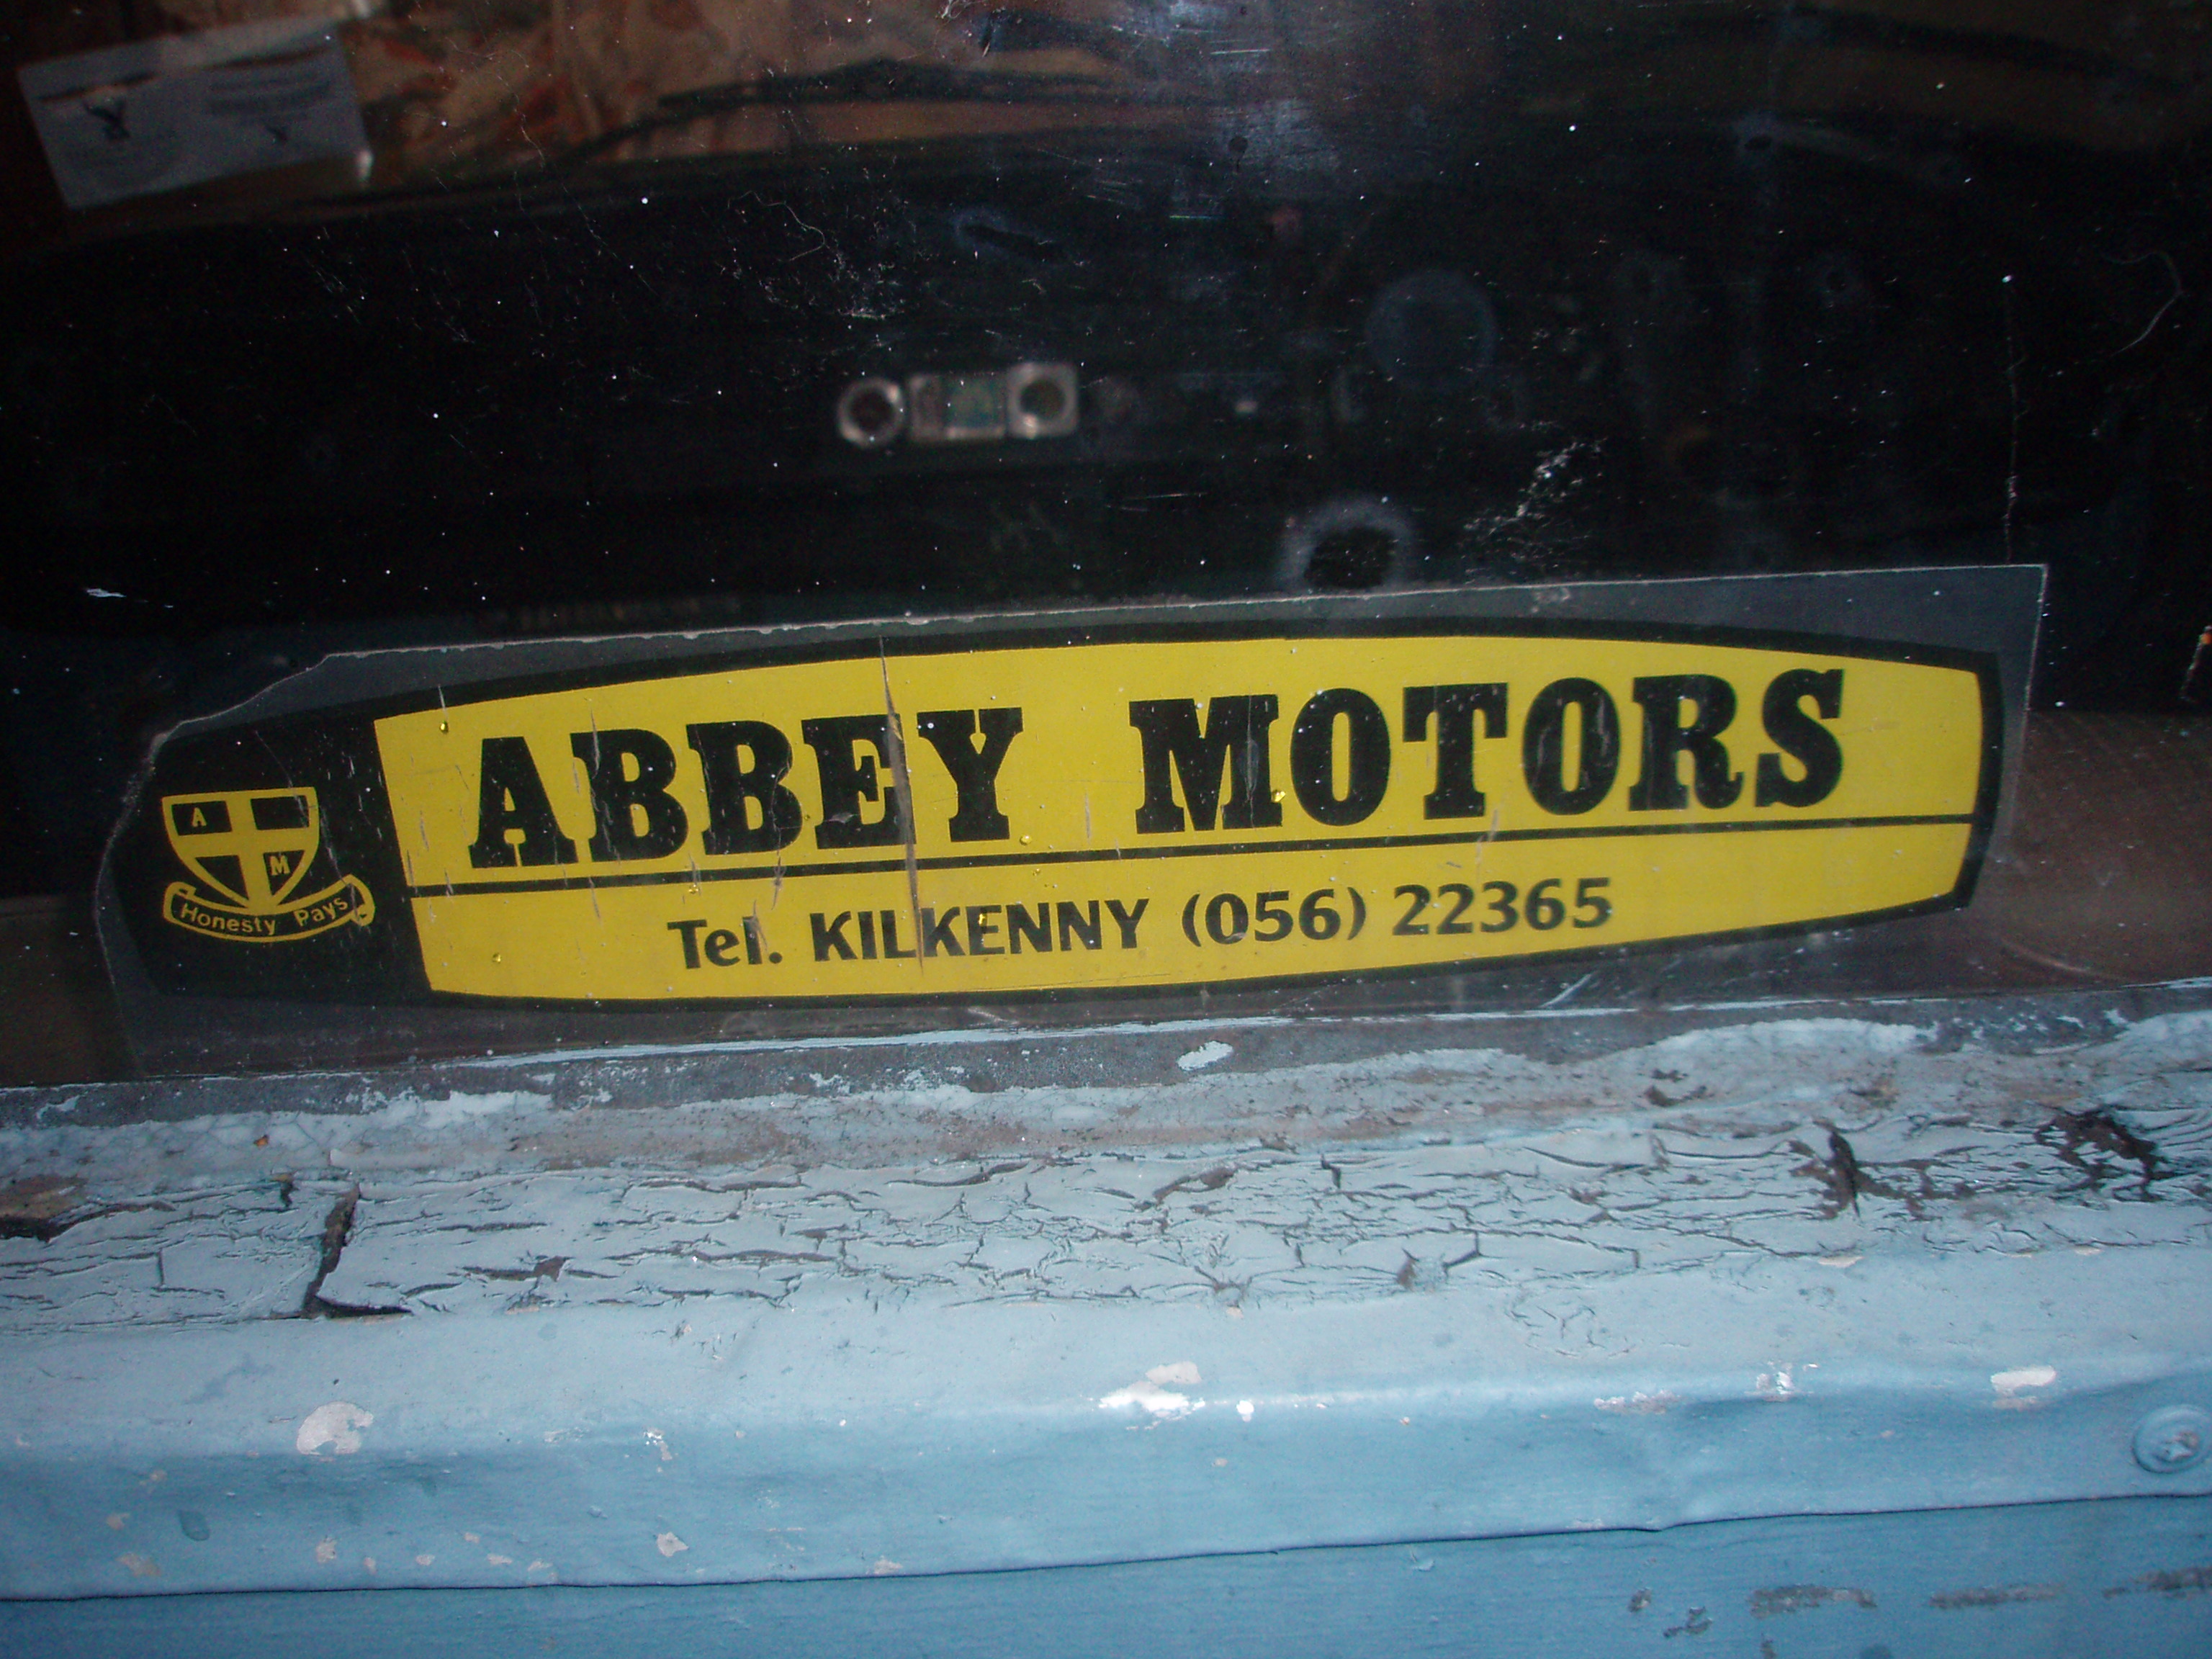 ABBEY MOTORS
Tel. KILKENNY (056) 22365
A
M
Honesty Pays